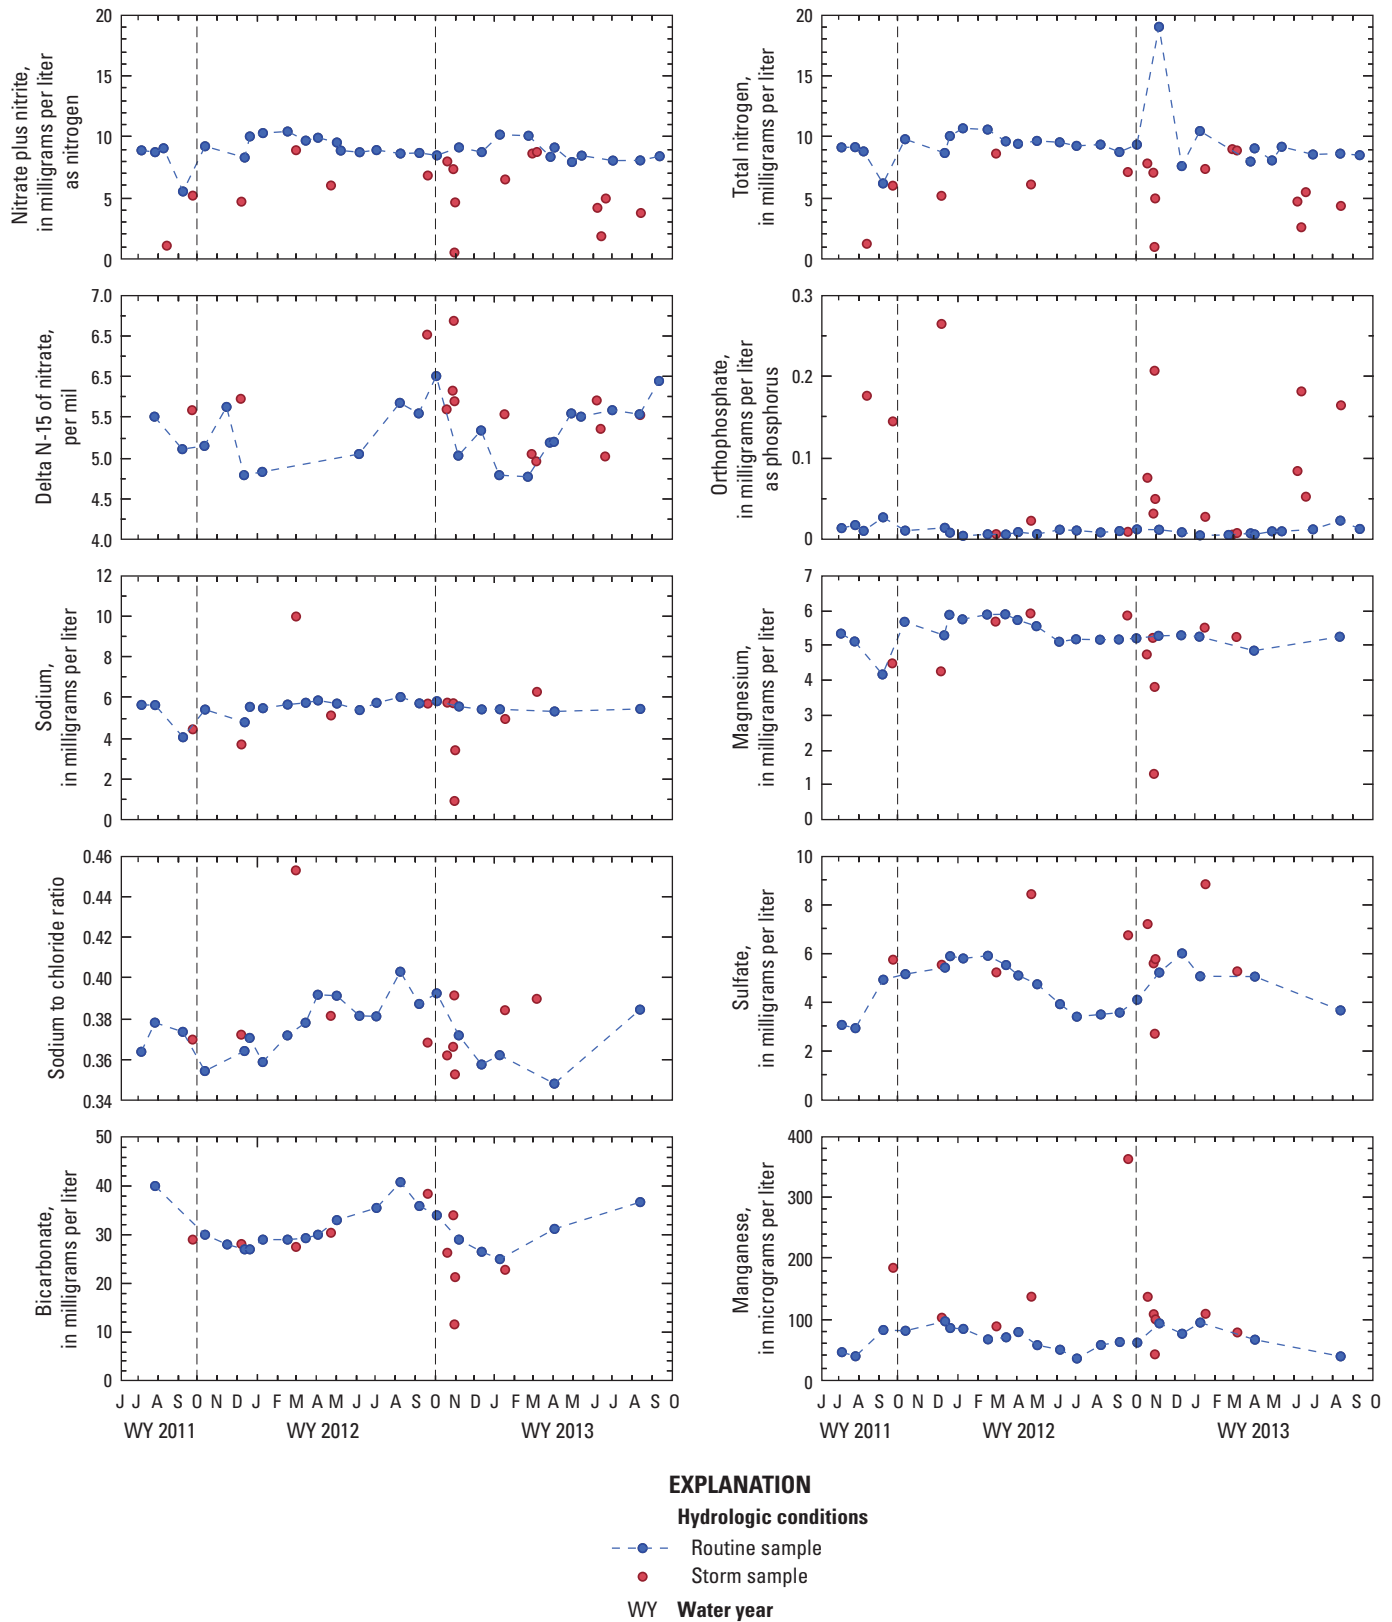 Nitrate plus nitrite,
in milligrams per liter
as nitrogen
20
15
10
5
0
Total nitrogen,
in milligrams per liter
20
15
10
5
0
Delta N-15 of nitrate,
per mil
7.0
6.5
6.5
5.5
5.0
4.5
4.0
Orthophosphate,
in milligrams per liter
as phosphorus
0.3
0.2
0.1
0
Sodium,
in milligrams per liter
12
10
8
6
4
2
0
Magnesium,
in milligrams per liter
7
6
5
4
3
2
1
0
Sodium to chloride ratio
0.46
0.44
0.42
0.40
0.38
0.36
0.34
Sulfate,
in milligrams per liter
10
8
6
4
2
0
Bicarbonate,
in milligrams per liter
50
40
30
20
10
0
Manganese,
in micrograms per liter
400
300
200
100
0
J J A S O N D J F M A M J J A S O N D J F M A M J J A S O
WY 2011 WY 2012 WY 2013
J J A S O N D J F M A M J J A S O N D J F M A M J J A S O
WY 2011 WY 2012 WY 2013
EXPLANATION
Hydrologic conditions
Routine sample
Storm sample
WY Water year